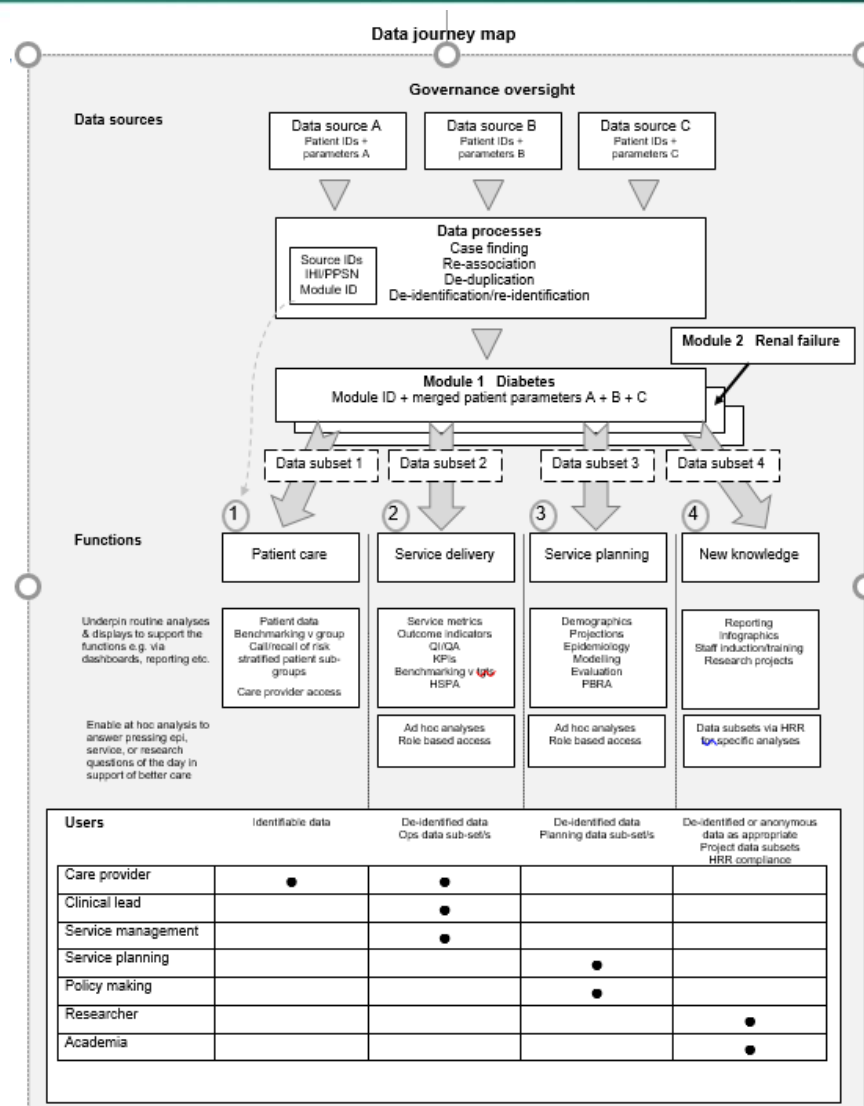 Data journey map
Governance oversight
Data sources
Data source A
Patient IDs +
parameters A
Data source B
Patient IDs +
parameters B
Data source C
Patient IDs +
parameters C
Data processes
Case finding
Re-association
De-duplication
De-identification/re-identification
Source IDs
IHI/PPSN
Module ID
Module 2 Renal failure
Module 1 Diabetes
Module ID + merged patient parameters A + B + C
Data subset 1
Data subset 2
Data subset 3
Data subset 4
1
2
3
4
Functions
Patient care
Service delivery
Service planning
New knowledge
Underpin routine analyses
& displays to support the
functions e.g. via
dashboards, reporting etc.
Patient data
Benchmarking v group
Call/recall of risk
stratified patient sub-
groups
Care provider access
Service metrics
Outcome indicators
QI/QA
KPIs
Benchmarking v tgts
HSPA
Demographics
Projections
Epidemiology
Modelling
Evaluation
PBRA
Reporting
Infographics
Staff induction/training
Research projects
Enable at hoc analysis to
answer pressing epi,
service, or research
questions of the day in
support of better care
Ad hoc analyses
Role based access
Ad hoc analyses
Role based access
Data subsets via HRR
for specific analyses
Users
Identifiable data
De-identified data
Ops data sub-set/s
De-identified data
Planning data sub-set/s
De-identified or anonymous
data as appropriate
Project data subsets
HRR compliance
Care provider
Clinical lead
Service management
Service planning
Policy making
Researcher
Academia